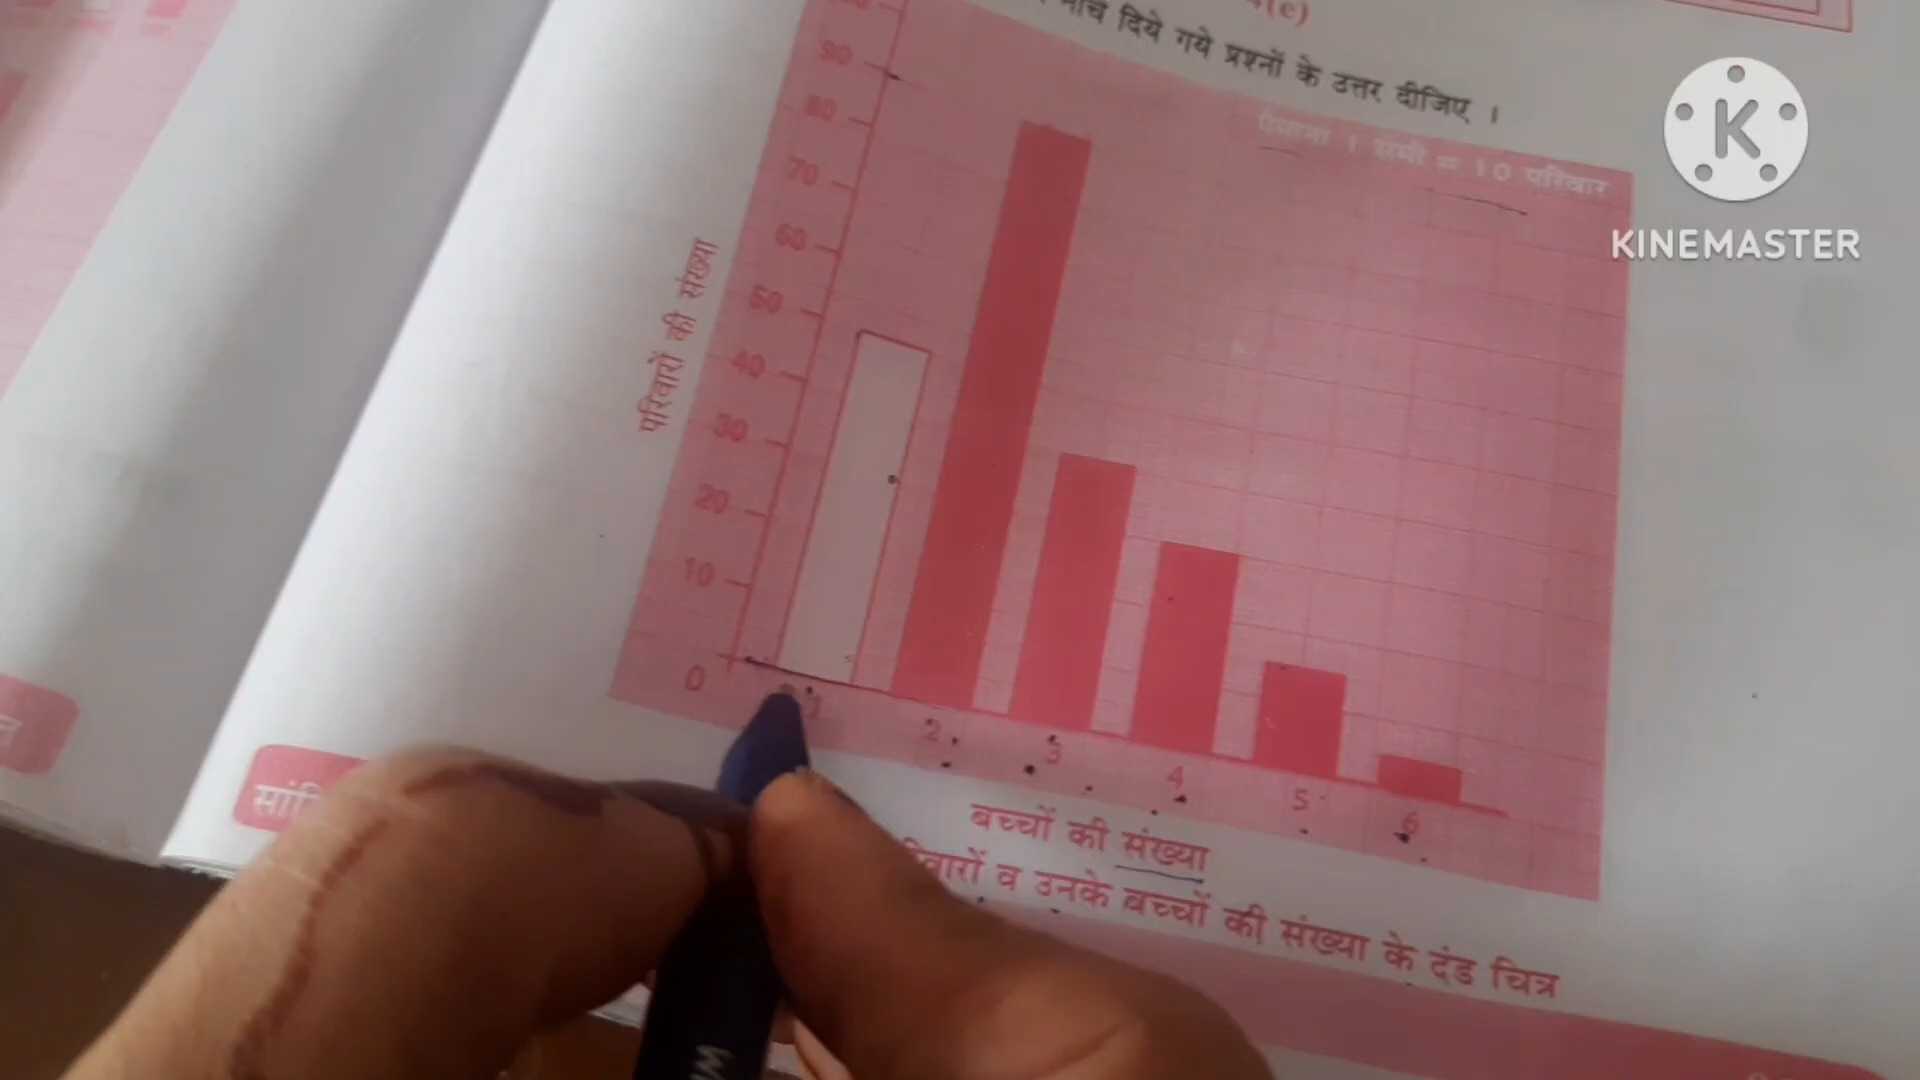 (e)
दिये गये प्रश्नों के उत्तर दीजिए ।
पैमाना 1 सेमी = 10 परिवार
K
KINEMASTER
परिवारों की संख्या
90
80
70
60
50
40
30
20
10
0
1
2
3
4
5
6
बच्चों की संख्या
व उनके बच्चों की संख्या के दंड चित्र